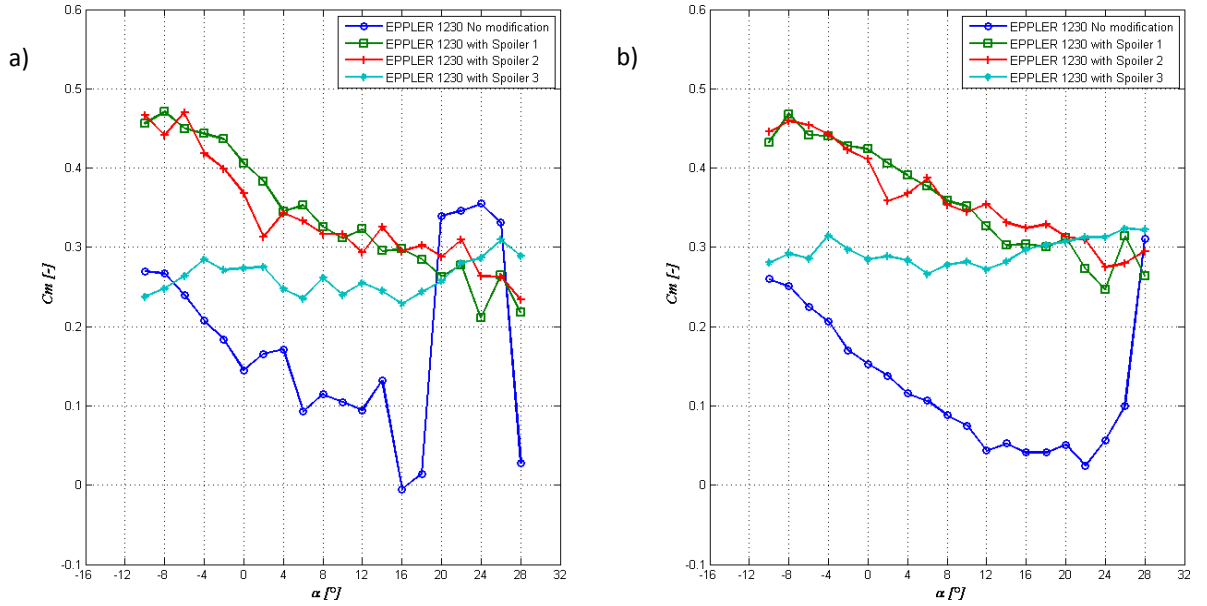 a)
0.6
0.5
0.4
0.3
0.2
0.1
0
-0.1
Cm [-]
EPPLER 1230 No modification
EPPLER 1230 with Spoiler 1
EPPLER 1230 with Spoiler 2
EPPLER 1230 with Spoiler 3
-16 -12 -8 -4 0 4 8 12 16 20 24 28 32
α [°]
b)
0.6
0.5
0.4
0.3
0.2
0.1
0
-0.1
Cm [-]
EPPLER 1230 No modification
EPPLER 1230 with Spoiler 1
EPPLER 1230 with Spoiler 2
EPPLER 1230 with Spoiler 3
-16 -12 -8 -4 0 4 8 12 16 20 24 28 32
α [°]